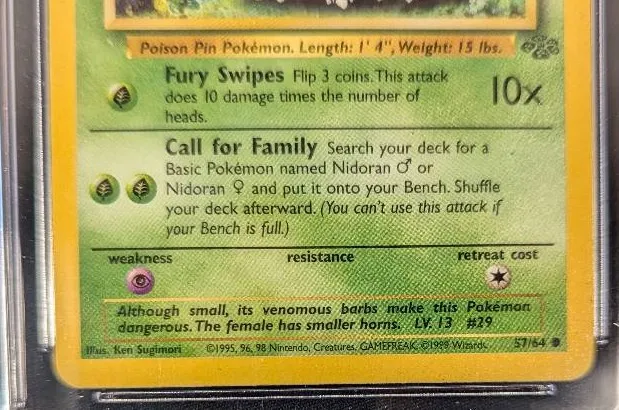 Poison Pin Pokémon. Length: 1' 4", Weight: 15 lbs.
Fury Swipes Flip 3 coins. This attack
does 10 damage times the number of
heads.
10x
Call for Family Search your deck for a
Basic Pokémon named Nidoran ♂ or
Nidoran ♀ and put it onto your Bench. Shuffle
your deck afterward. (You can't use this attack if
your Bench is full.)
weakness resistance retreat cost
Although small, its venomous barbs make this Pokémon
dangerous. The female has smaller horns. LV. 13 #29
Illus. Ken Sugimori ©1995, 96, 98 Nintendo, Creatures, GAMEFREAK. ©1999 Wizards. 57/64